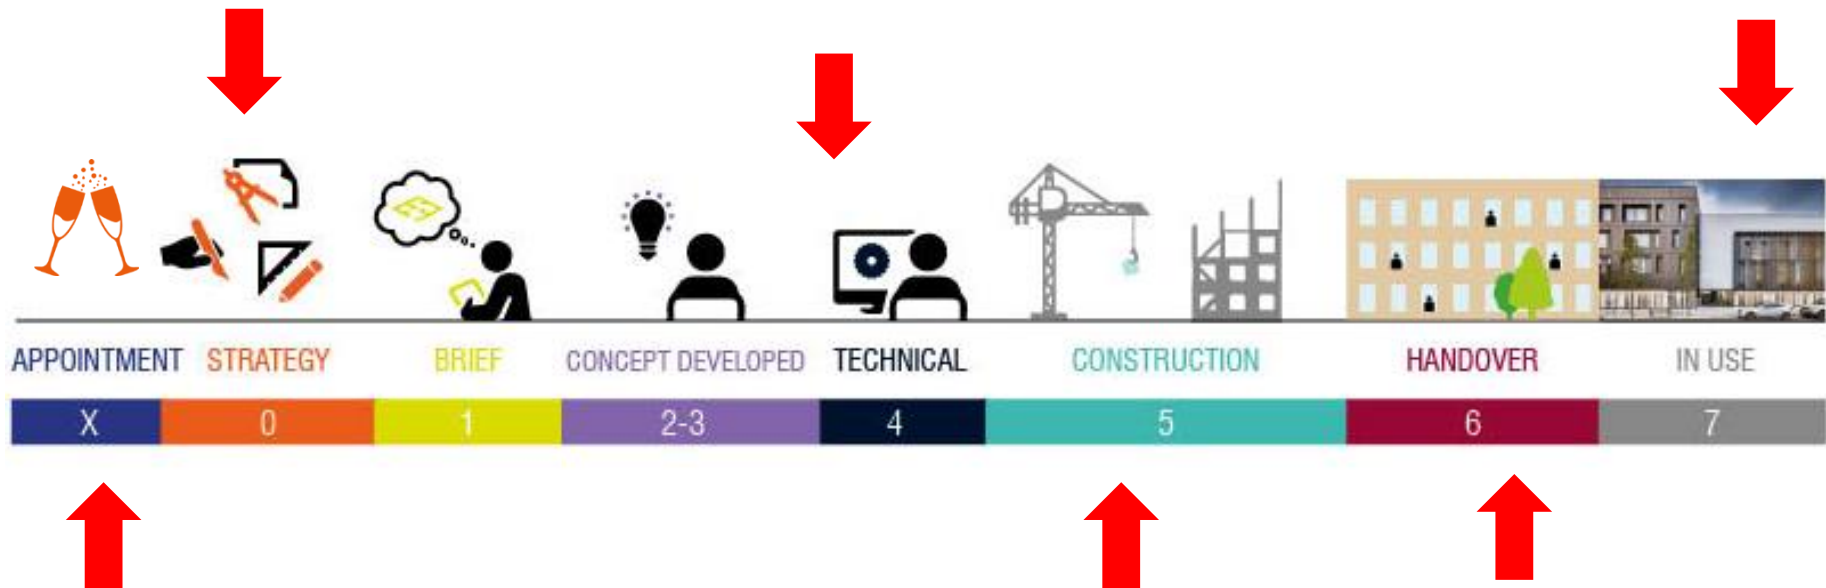 APPOINTMENT STRATEGY BRIEF CONCEPT DEVELOPED TECHNICAL CONSTRUCTION HANDOVER IN USE
X 0 1 2-3 4 5 6 7